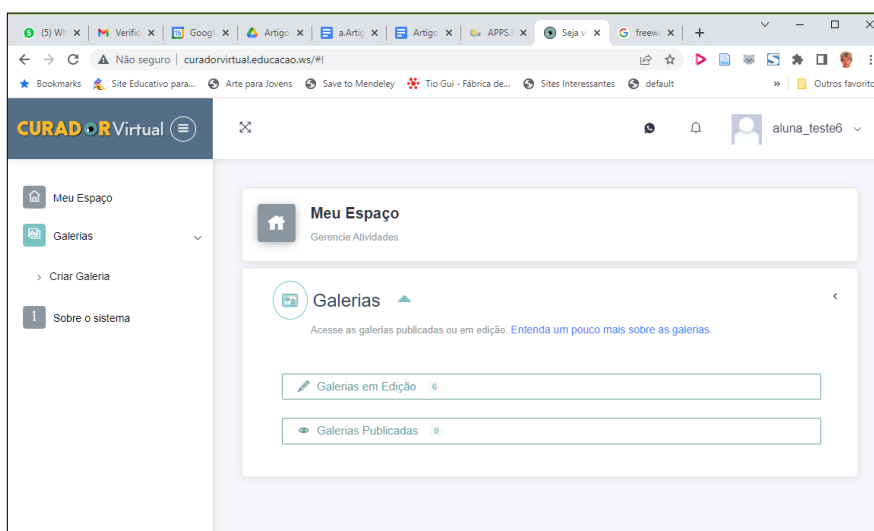 (5) Wh Verific Googl Artigo a.Artig Artigo APPS.E Seja v freewa
Não seguro | curadorvirtual.educacao.ws/#!
Bookmarks Site Educativo para... Arte para Jovens Save to Mendeley Tio Gui - Fábrica de... Sites Interessantes default » Outros favorito
CURADOR Virtual
aluna_teste6
Meu Espaço
Galerias
> Criar Galeria
Sobre o sistema
Meu Espaço
Gerencie Atividades
Galerias
Acesse as galerias publicadas ou em edição. Entenda um pouco mais sobre as galerias.
Galerias em Edição 6
Galerias Publicadas 0